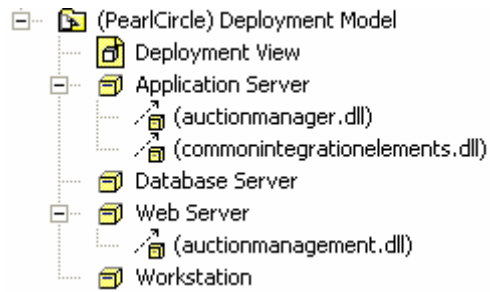 (PearlCircle) Deployment Model
Deployment View
Application Server
(auctionmanager.dll)
(commonintegrationelements.dll)
Database Server
Web Server
(auctionmanagement.dll)
Workstation